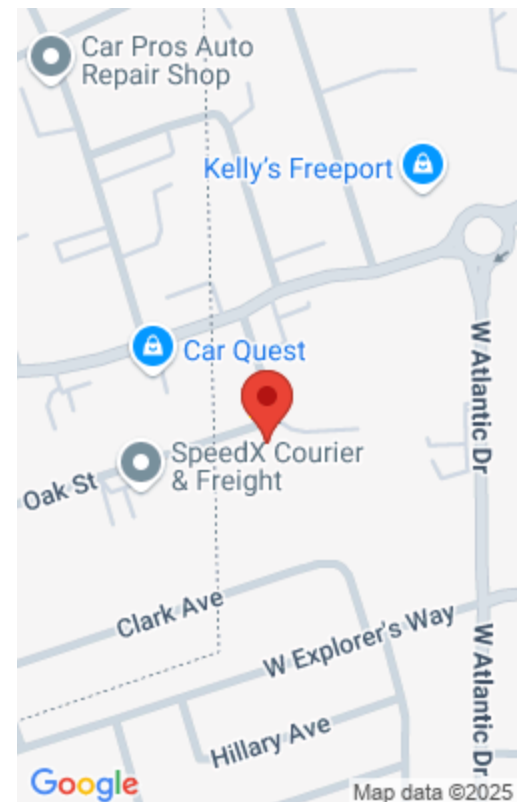 Car Pros Auto
Repair Shop
Kelly's Freeport
W Atlantic Dr
Car Quest
SpeedX Courier
& Freight
Oak St
Clark Ave
W Explorer's Way
W Atlantic Dr
Hillary Ave
Google
Map data ©2025